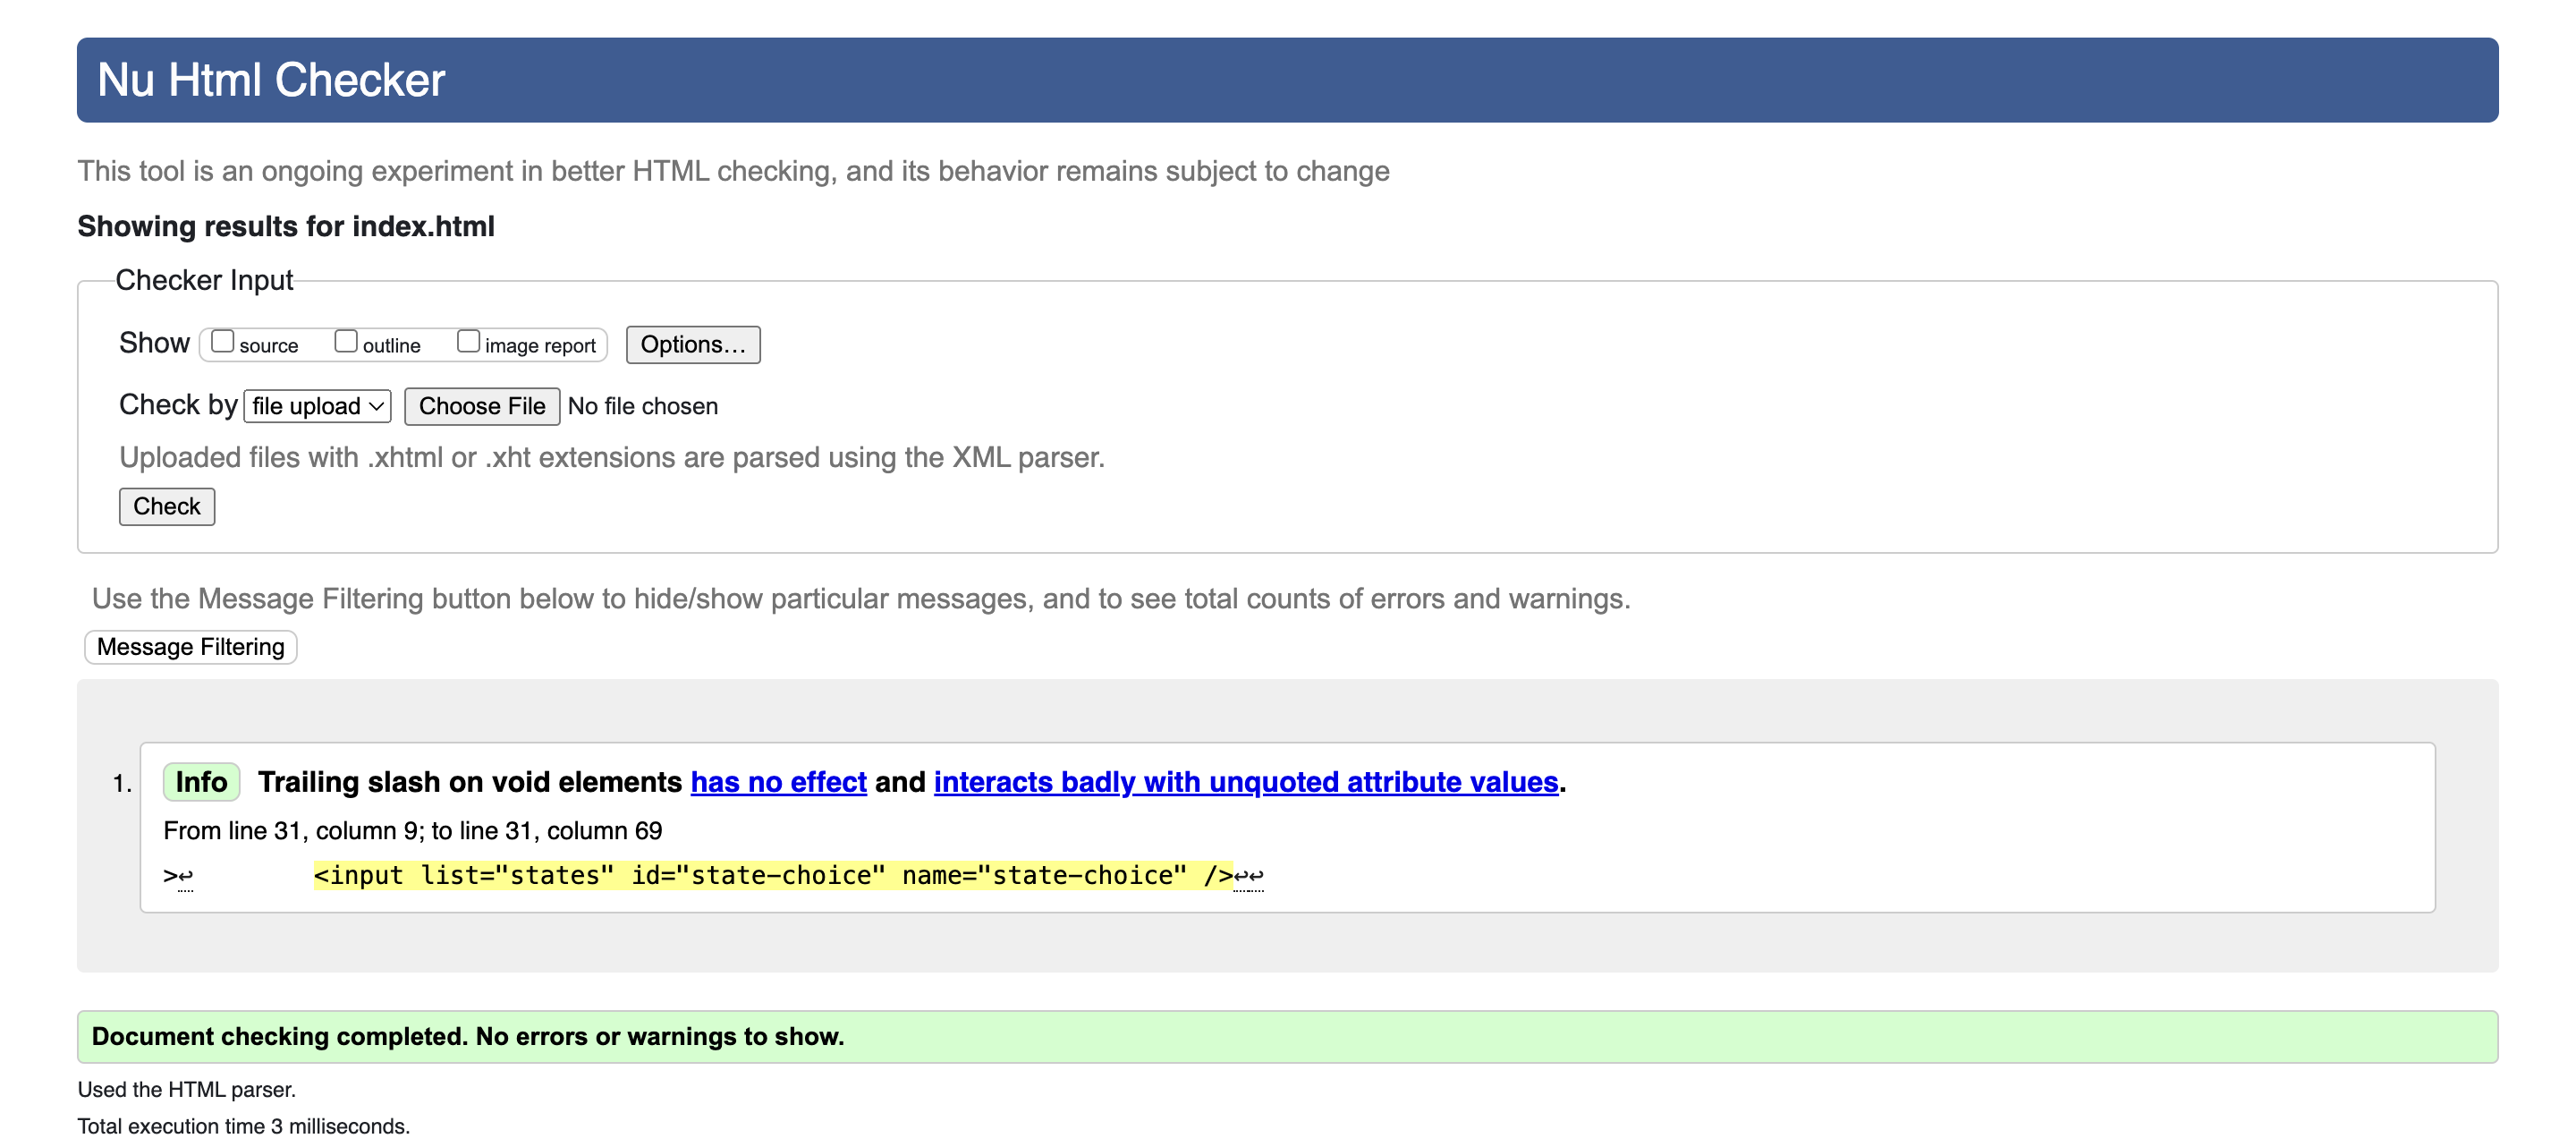 Nu Html Checker
This tool is an ongoing experiment in better HTML checking, and its behavior remains subject to change
Showing results for index.html
Checker Input
Show source outline image report Options…
Check by file upload Choose File No file chosen
Uploaded files with .xhtml or .xht extensions are parsed using the XML parser.
Check
Use the Message Filtering button below to hide/show particular messages, and to see total counts of errors and warnings.
Message Filtering
1. Info Trailing slash on void elements has no effect and interacts badly with unquoted attribute values.
From line 31, column 9; to line 31, column 69
>↩ <input list="states" id="state-choice" name="state-choice" />↩↩
Document checking completed. No errors or warnings to show.
Used the HTML parser.
Total execution time 3 milliseconds.